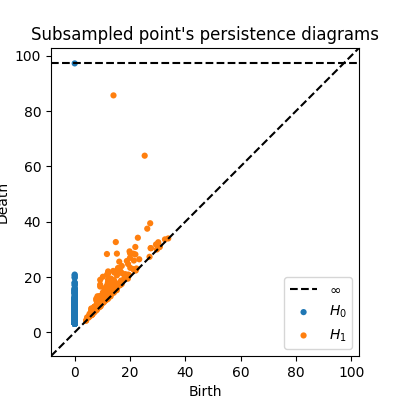 Subsampled point's persistence diagrams
100
80
60
40
20
0
Death
∞
H₀
H₁
0 20 40 60 80 100
Birth